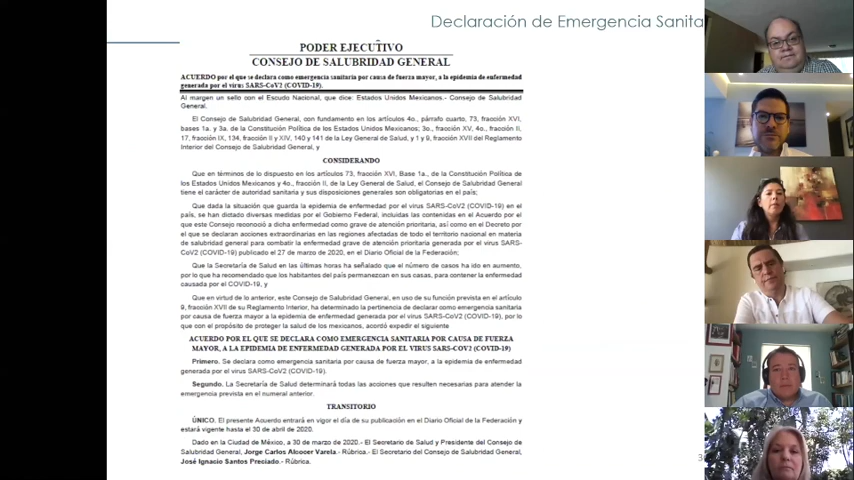 Declaración de Emergencia Sanita
PODER EJECUTIVO
CONSEJO DE SALUBRIDAD GENERAL
ACUERDO por el que se declara como emergencia sanitaria por causa de fuerza mayor, a la epidemia de enfermedad
generada por el virus SARS-CoV2 (COVID-19).
Al margen un sello con el Escudo Nacional, que dice: Estados Unidos Mexicanos.- Consejo de Salubridad
General.
El Consejo de Salubridad General, con fundamento en los artículos 4o., párrafo cuarto, 73, fracción XVI,
bases 1a. y 3a. de la Constitución Política de los Estados Unidos Mexicanos; 3o., fracción XV, 4o., fracción II,
17, fracción IX, 134, fracción II y XIV, 140 y 141 de la Ley General de Salud, y 1 y 9, fracción XVII del Reglamento
Interior del Consejo de Salubridad General, y
CONSIDERANDO
Que en términos de lo dispuesto en los artículos 73, fracción XVI, Base 1a., de la Constitución Política de
los Estados Unidos Mexicanos y 4o., fracción II, de la Ley General de Salud, el Consejo de Salubridad General
tiene el carácter de autoridad sanitaria y sus disposiciones generales son obligatorias en el país;
Que dada la situación que guarda la epidemia de enfermedad por el virus SARS-CoV2 (COVID-19) en el
país, se han dictado diversas medidas por el Gobierno Federal, incluidas las contenidas en el Acuerdo por el
que este Consejo reconoció a dicha enfermedad como grave de atención prioritaria, así como en el Decreto por
el que se declaran acciones extraordinarias en las regiones afectadas de todo el territorio nacional en materia
de salubridad general para combatir la enfermedad grave de atención prioritaria generada por el virus SARS-
CoV2 (COVID-19) publicado el 27 de marzo de 2020, en el Diario Oficial de la Federación;
Que la Secretaría de Salud en las últimas horas ha señalado que el número de casos ha ido en aumento,
por lo que ha recomendado que los habitantes del país permanezcan en sus casas, para contener la enfermedad
causada por el COVID-19, y
Que en virtud de lo anterior, este Consejo de Salubridad General, en uso de su función prevista en el artículo
9, fracción XVII de su Reglamento Interior, ha determinado la pertinencia de declarar como emergencia sanitaria
por causa de fuerza mayor a la epidemia de enfermedad generada por el virus SARS-CoV2 (COVID-19), por lo
que con el propósito de proteger la salud de los mexicanos, acordó expedir el siguiente
ACUERDO POR EL QUE SE DECLARA COMO EMERGENCIA SANITARIA POR CAUSA DE FUERZA
MAYOR, A LA EPIDEMIA DE ENFERMEDAD GENERADA POR EL VIRUS SARS-COV2 (COVID-19)
Primero. Se declara como emergencia sanitaria por causa de fuerza mayor, a la epidemia de enfermedad
generada por el virus SARS-CoV2 (COVID-19).
Segundo. La Secretaría de Salud determinará todas las acciones que resulten necesarias para atender la
emergencia prevista en el numeral anterior.
TRANSITORIO
ÚNICO. El presente Acuerdo entrará en vigor el día de su publicación en el Diario Oficial de la Federación y
estará vigente hasta el 30 de abril de 2020.
Dado en la Ciudad de México, a 30 de marzo de 2020.- El Secretario de Salud y Presidente del Consejo de
Salubridad General, Jorge Carlos Alcocer Varela.- Rúbrica.- El Secretario del Consejo de Salubridad General,
José Ignacio Santos Preciado.- Rúbrica.